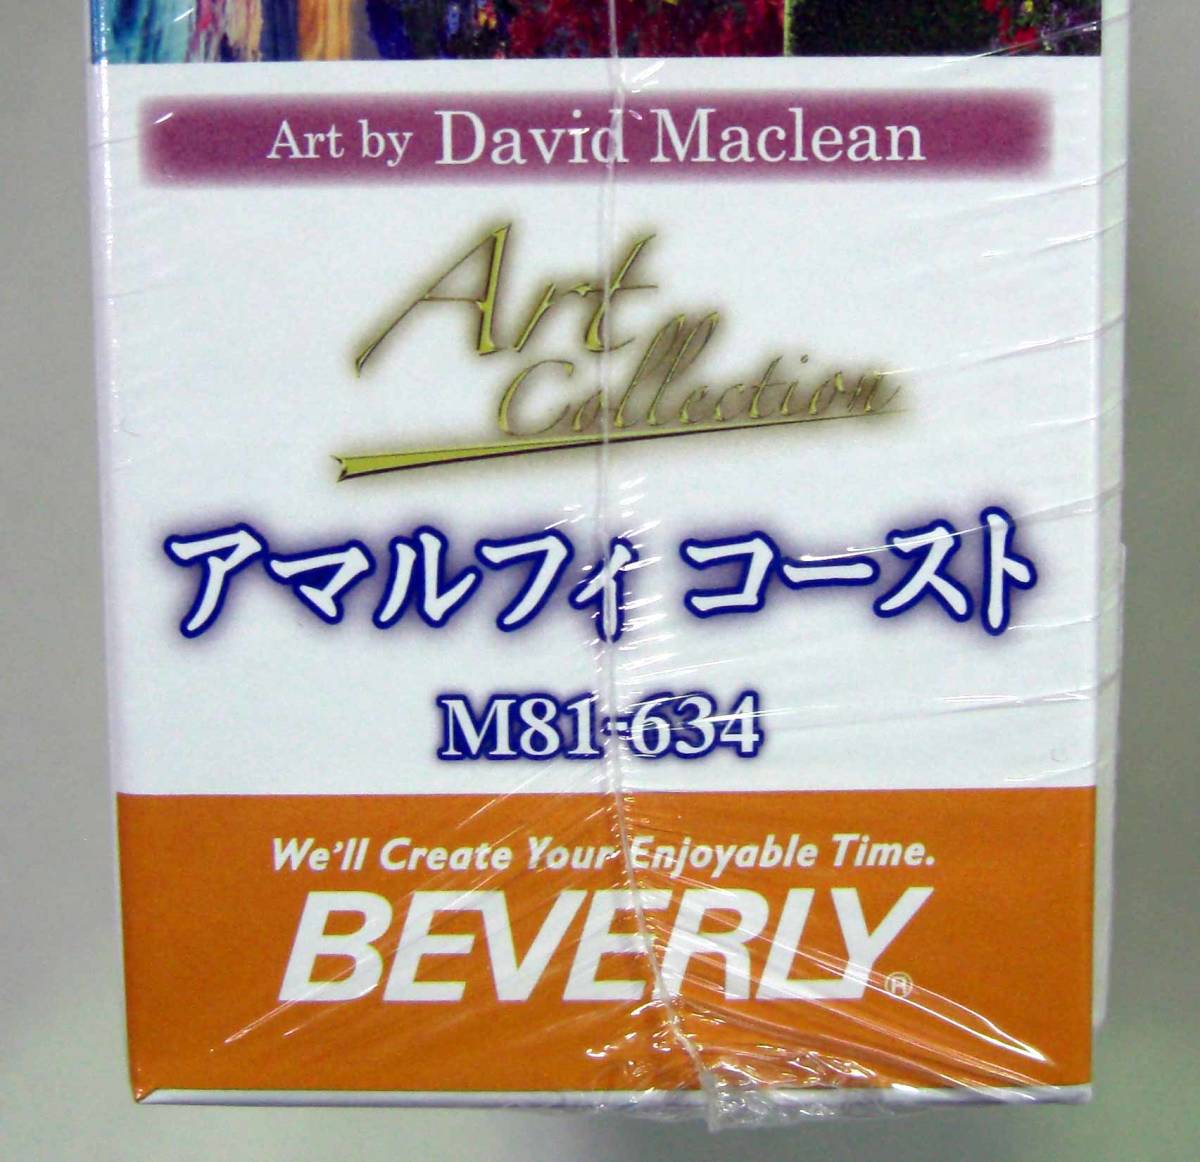 Art by David Maclean
Art
Collection
アマルフィ コースト
M81-634
We'll Create Your Enjoyable Time.
BEVERLY®